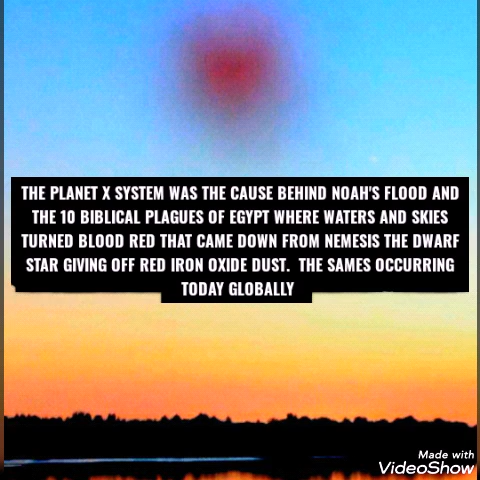 THE PLANET X SYSTEM WAS THE CAUSE BEHIND NOAH'S FLOOD AND
THE 10 BIBLICAL PLAGUES OF EGYPT WHERE WATERS AND SKIES
TURNED BLOOD RED THAT CAME DOWN FROM NEMESIS THE DWARF
STAR GIVING OFF RED IRON OXIDE DUST. THE SAMES OCCURRING
TODAY GLOBALLY
Made with
VideoShow